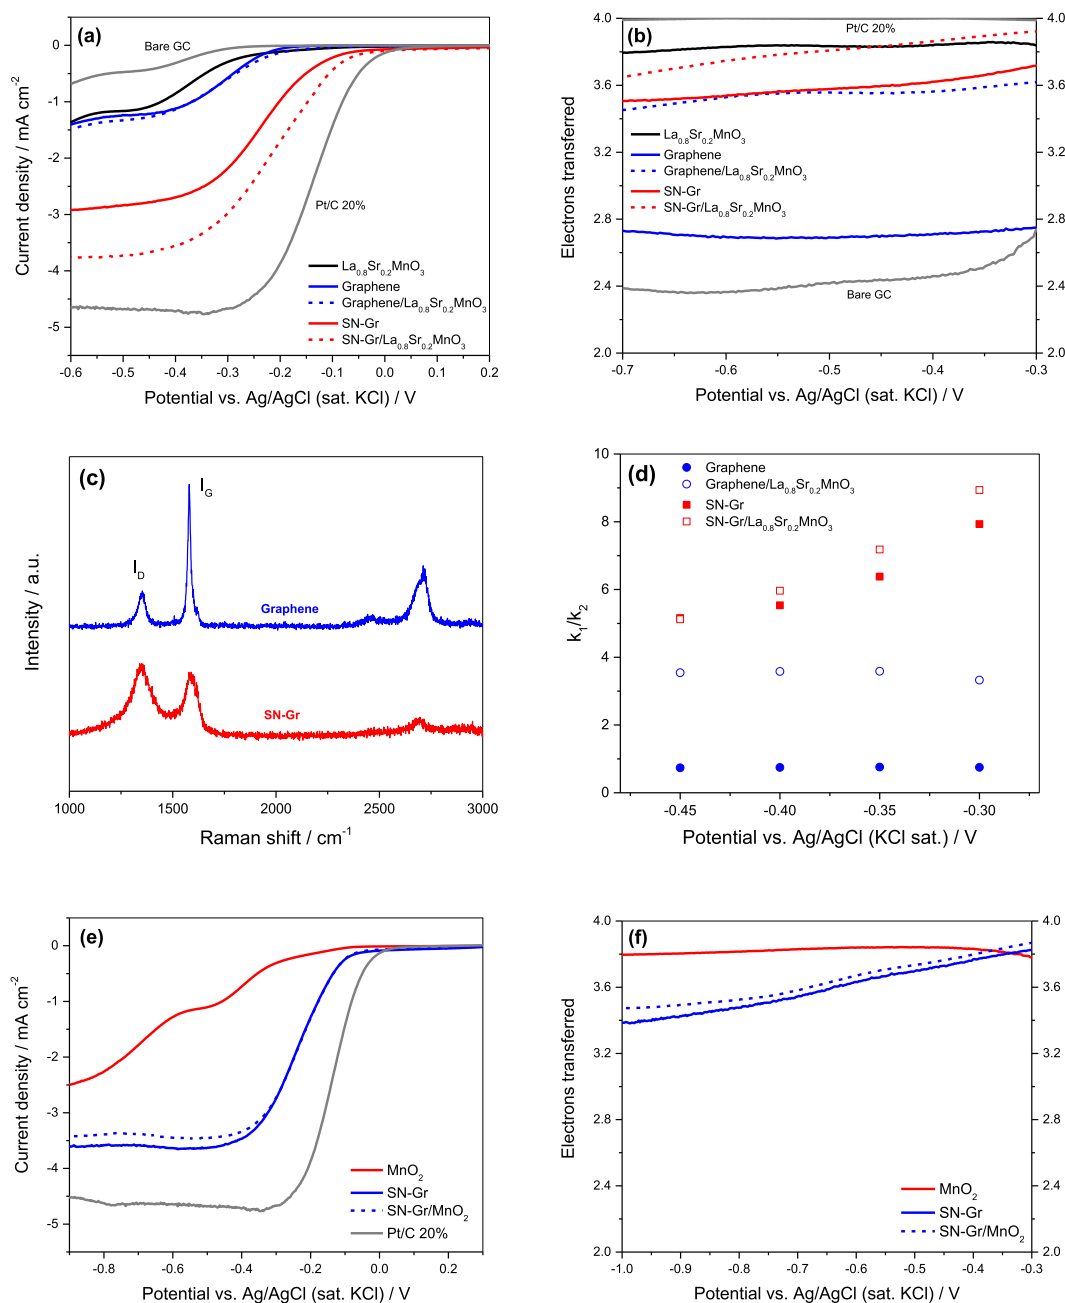 (a)
Bare GC
Pt/C 20%
La0.8Sr0.2MnO3
Graphene
Graphene/La0.8Sr0.2MnO3
SN-Gr
SN-Gr/La0.8Sr0.2MnO3
0
-1
-2
-3
-4
-5
Current density / mA cm-2
-0.6 -0.5 -0.4 -0.3 -0.2 -0.1 0.0 0.1 0.2
Potential vs. Ag/AgCl (sat. KCl) / V
(b)
Pt/C 20%
La0.8Sr0.2MnO3
Graphene
Graphene/La0.8Sr0.2MnO3
SN-Gr
SN-Gr/La0.8Sr0.2MnO3
Bare GC
4.0 4.0
3.6 3.6
3.2 3.2
2.8 2.8
2.4 2.4
2.0 2.0
Electrons transferred
-0.7 -0.6 -0.5 -0.4 -0.3
Potential vs. Ag/AgCl (sat. KCl) / V
(c)
IG
ID
Graphene
SN-Gr
Intensity / a.u.
1000 1500 2000 2500 3000
Raman shift / cm-1
(d)
Graphene
Graphene/La0.8Sr0.2MnO3
SN-Gr
SN-Gr/La0.8Sr0.2MnO3
10
8
6
4
2
0
k1/k2
-0.45 -0.40 -0.35 -0.30
Potential vs. Ag/AgCl (KCl sat.) / V
(e)
MnO2
SN-Gr
SN-Gr/MnO2
Pt/C 20%
0
-1
-2
-3
-4
-5
Current density / mA cm-2
-0.8 -0.6 -0.4 -0.2 0.0 0.2
Potential vs. Ag/AgCl (sat. KCl) / V
(f)
MnO2
SN-Gr
SN-Gr/MnO2
4.0 4.0
3.6 3.6
3.2 3.2
2.8 2.8
2.4 2.4
2.0 2.0
Electrons transferred
-1.0 -0.9 -0.8 -0.7 -0.6 -0.5 -0.4 -0.3
Potential vs. Ag/AgCl (sat. KCl) / V